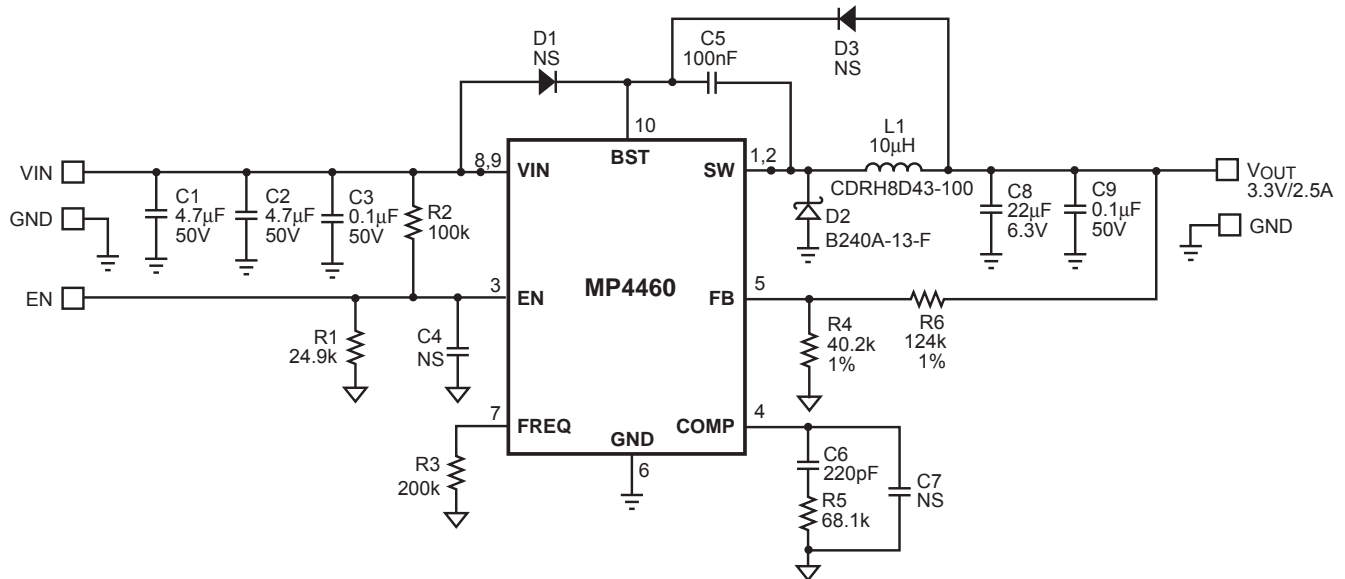 D1
NS
C5
100nF
D3
NS
10
BST
L1
10µH
CDRH8D43-100
VIN
8,9
VIN
SW
1,2
VOUT
3.3V/2.5A
GND
C1
4.7µF
50V
C2
4.7µF
50V
C3
0.1µF
50V
R2
100k
D2
B240A-13-F
C8
22µF
6.3V
C9
0.1µF
50V
GND
EN
3
EN
MP4460
FB
5
R1
24.9k
C4
NS
R4
40.2k
1%
R6
124k
1%
7
FREQ
GND
6
COMP
4
R3
200k
C6
220pF
R5
68.1k
C7
NS